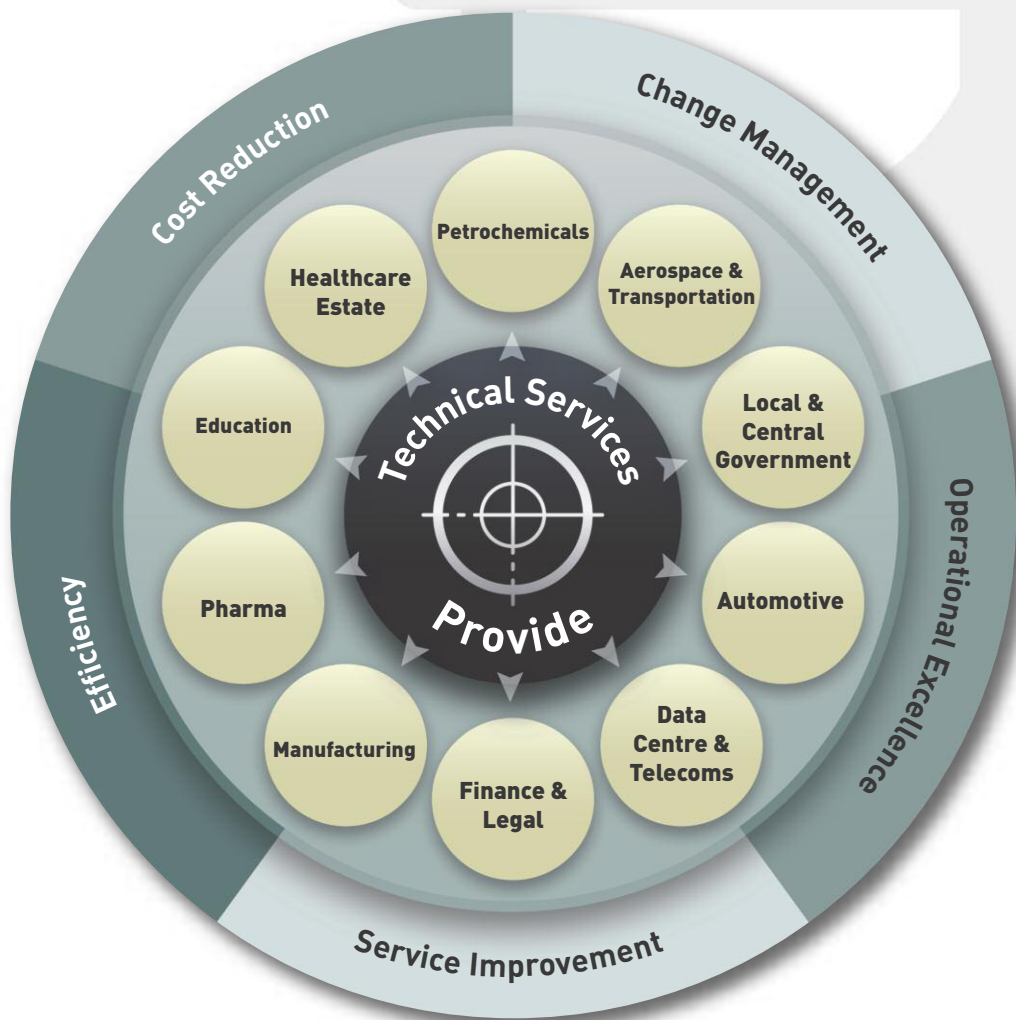 Cost Reduction
Change Management
Operational Excellence
Service Improvement
Efficiency
Petrochemicals
Aerospace &
Transportation
Local &
Central
Government
Automotive
Data
Centre &
Telecoms
Finance &
Legal
Manufacturing
Pharma
Education
Healthcare
Estate
Technical Services
Provide